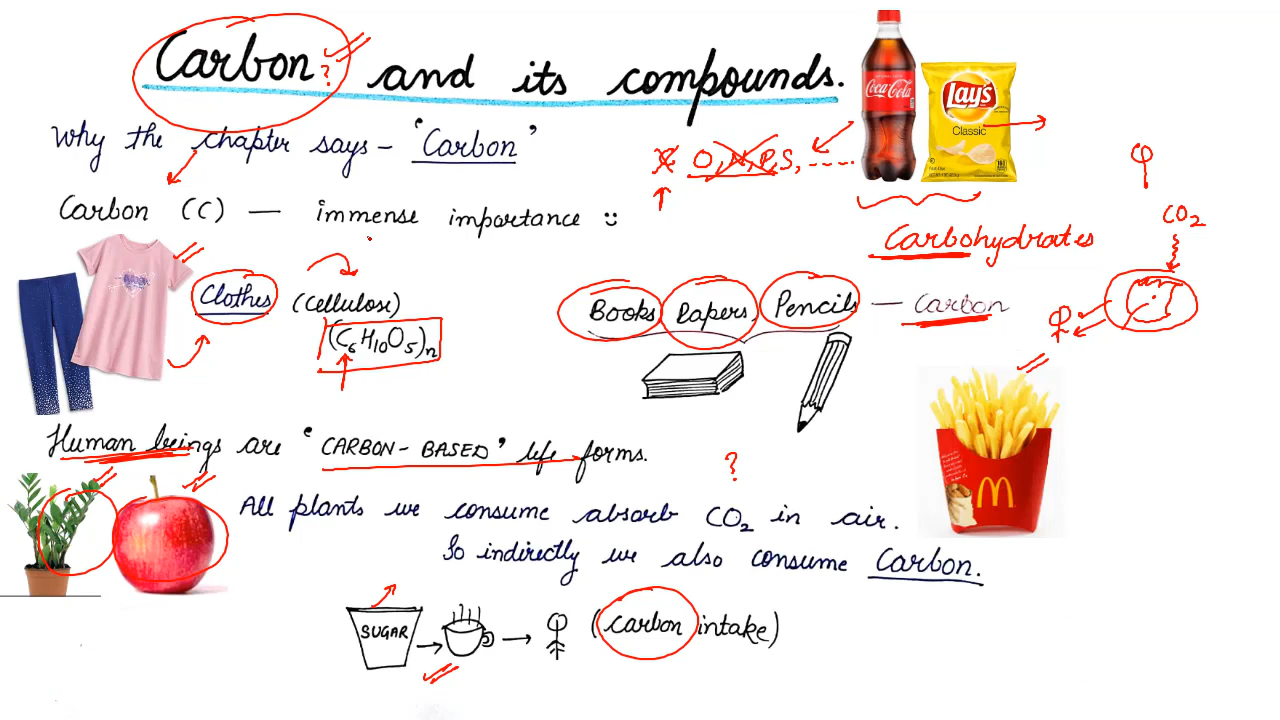 Carbon ? and its compounds.
Why the chapter says - "Carbon"
X, O, N, P, S, -----
Coca-Cola
Lay's
Classic
CO2
Carbon (C) — immense importance
Carbohydrates
Clothes (cellulose)
(C6H10O5)n
Books Papers, Pencils — carbon
Human beings are "CARBON-BASED" life forms.
?
All plants we consume absorb CO2 in air.
So indirectly we also consume Carbon.
SUGAR
(carbon intake)